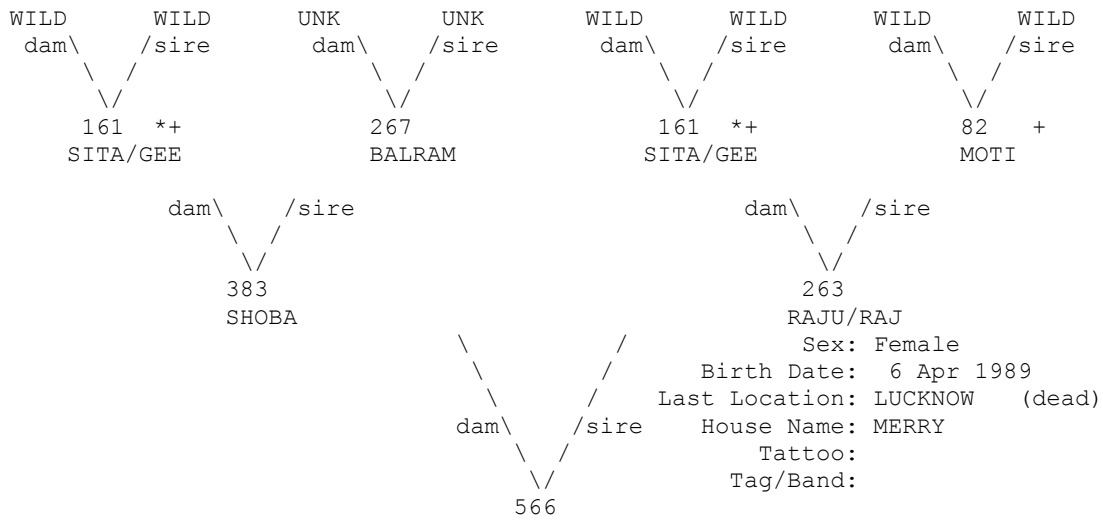 WILD WILD UNK UNK WILD WILD WILD WILD
dam\ /sire dam\ /sire dam\ /sire dam\ /sire
\ / \ / \ / \ /
\/ \/ \/ \/
161 *+ 267 161 *+ 82 +
SITA/GEE BALRAM SITA/GEE MOTI
dam\ /sire dam\ /sire
\ / \ /
\/ \/
383 263
SHOBA RAJU/RAJ
\ / Sex: Female
\ / Birth Date: 6 Apr 1989
\ / Last Location: LUCKNOW (dead)
dam\ /sire House Name: MERRY
\ / Tattoo:
\/ Tag/Band:
566